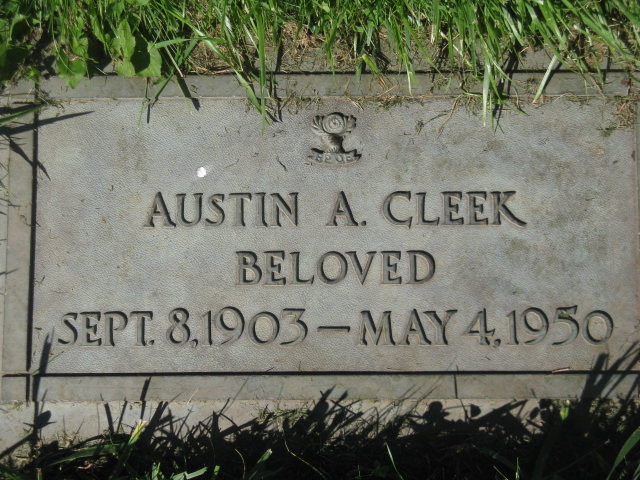 B.P.O.E.
AUSTIN A. CLEEK
BELOVED
SEPT. 8, 1903 — MAY 4, 1950